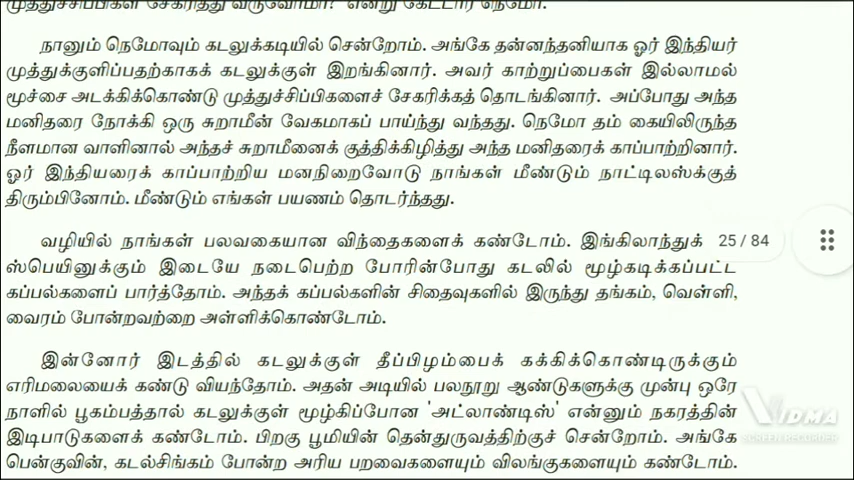 முத்துச்சிப்பிகள் சேகரித்து வருவோமா? என்று கேட்டார் நெமோ.
நானும் நெமோவும் கடலுக்கடியில் சென்றோம். அங்கே தன்னந்தனியாக ஓர் இந்தியர்
முத்துக்குளிப்பதற்காகக் கடலுக்குள் இறங்கினார். அவர் காற்றுப்பைகள் இல்லாமல்
மூச்சை அடக்கிக்கொண்டு முத்துச்சிப்பிகளைச் சேகரிக்கத் தொடங்கினார். அப்போது அந்த
மனிதரை நோக்கி ஒரு சுறாமீன் வேகமாகப் பாய்ந்து வந்தது. நெமோ தம் கையிலிருந்த
நீளமான வாளினால் அந்தச் சுறாமீனைக் குத்திக்கிழித்து அந்த மனிதரைக் காப்பாற்றினார்.
ஓர் இந்தியரைக் காப்பாற்றிய மனநிறைவோடு நாங்கள் மீண்டும் நாட்டிலஸ்க்குத்
திரும்பினோம். மீண்டும் எங்கள் பயணம் தொடர்ந்தது.
வழியில் நாங்கள் பலவகையான விந்தைகளைக் கண்டோம். இங்கிலாந்துக் 25 / 84
ஸ்பெயினுக்கும் இடையே நடைபெற்ற போரின்போது கடலில் மூழ்கடிக்கப்பட்ட
கப்பல்களைப் பார்த்தோம். அந்தக் கப்பல்களின் சிதைவுகளில் இருந்து தங்கம், வெள்ளி,
வைரம் போன்றவற்றை அள்ளிக்கொண்டோம்.
இன்னோர் இடத்தில் கடலுக்குள் தீப்பிழம்பைக் கக்கிக்கொண்டிருக்கும்
எரிமலையைக் கண்டு வியந்தோம். அதன் அடியில் பலநூறு ஆண்டுகளுக்கு முன்பு ஒரே
நாளில் பூகம்பத்தால் கடலுக்குள் மூழ்கிப்போன 'அட்லாண்டிஸ்' என்னும் நகரத்தின்
இடிபாடுகளைக் கண்டோம். பிறகு பூமியின் தென்துருவத்திற்குச் சென்றோம். அங்கே
பென்குவின், கடல்சிங்கம் போன்ற அரிய பறவைகளையும் விலங்குகளையும் கண்டோம்.
VIDMA
SCREEN RECORDER